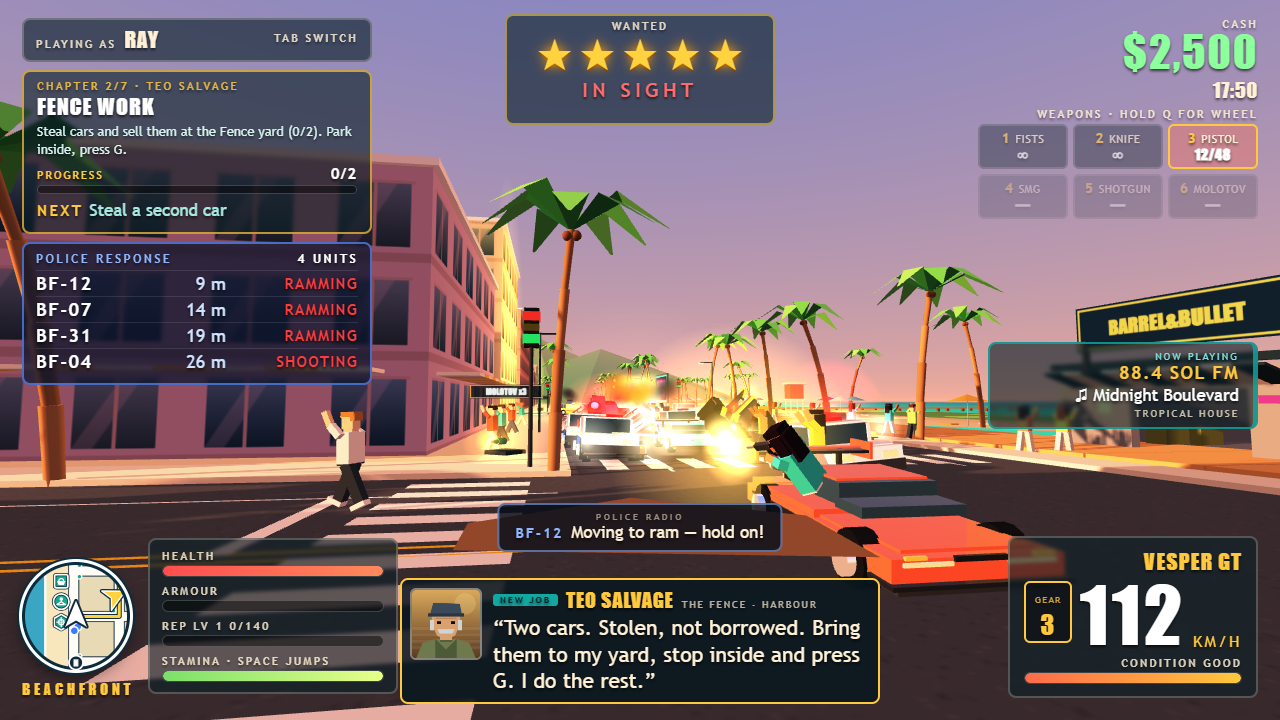 PLAYING AS RAY TAB SWITCH
CHAPTER 2/7 · TEO SALVAGE
FENCE WORK
Steal cars and sell them at the Fence yard (0/2). Park
inside, press G.
PROGRESS 0/2
NEXT Steal a second car
POLICE RESPONSE 4 UNITS
BF-12 9 m RAMMING
BF-07 14 m RAMMING
BF-31 19 m RAMMING
BF-04 26 m SHOOTING
WANTED
IN SIGHT
CASH
$2,500
17:50
WEAPONS · HOLD Q FOR WHEEL
1 FISTS ∞
2 KNIFE ∞
3 PISTOL 12/48
4 SMG —
5 SHOTGUN —
6 MOLOTOV —
BARREL&BULLET
NOW PLAYING
88.4 SOL FM
♫ Midnight Boulevard
TROPICAL HOUSE
MOLOTOV x3
POLICE RADIO
BF-12 Moving to ram — hold on!
HEALTH
ARMOUR
REP LV 1 0/140
STAMINA · SPACE JUMPS
BEACHFRONT
NEW JOB TEO SALVAGE THE FENCE · HARBOUR
“Two cars. Stolen, not borrowed. Bring
them to my yard, stop inside and press
G. I do the rest.”
VESPER GT
GEAR
3
112 KM/H
CONDITION GOOD